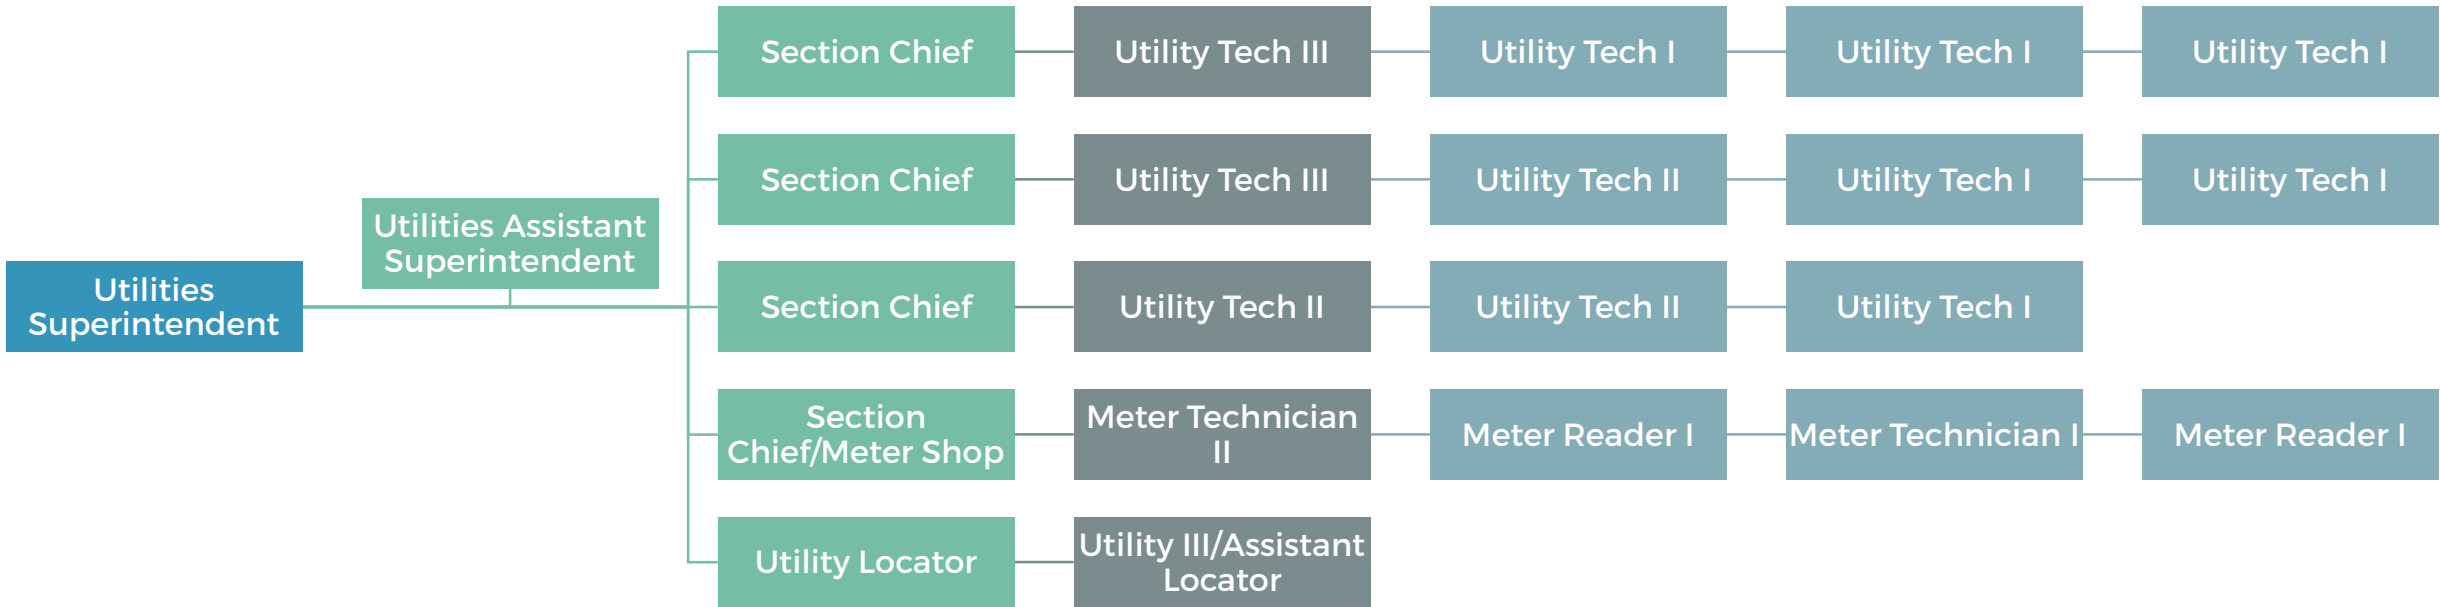 Section Chief
Utility Tech III
Utility Tech I
Utility Tech I
Utility Tech I
Section Chief
Utility Tech III
Utility Tech II
Utility Tech I
Utility Tech I
Utilities Assistant
Superintendent
Utilities
Superintendent
Section Chief
Utility Tech II
Utility Tech II
Utility Tech I
Section
Chief/Meter Shop
Meter Technician
II
Meter Reader I
Meter Technician I
Meter Reader I
Utility Locator
Utility III/Assistant
Locator